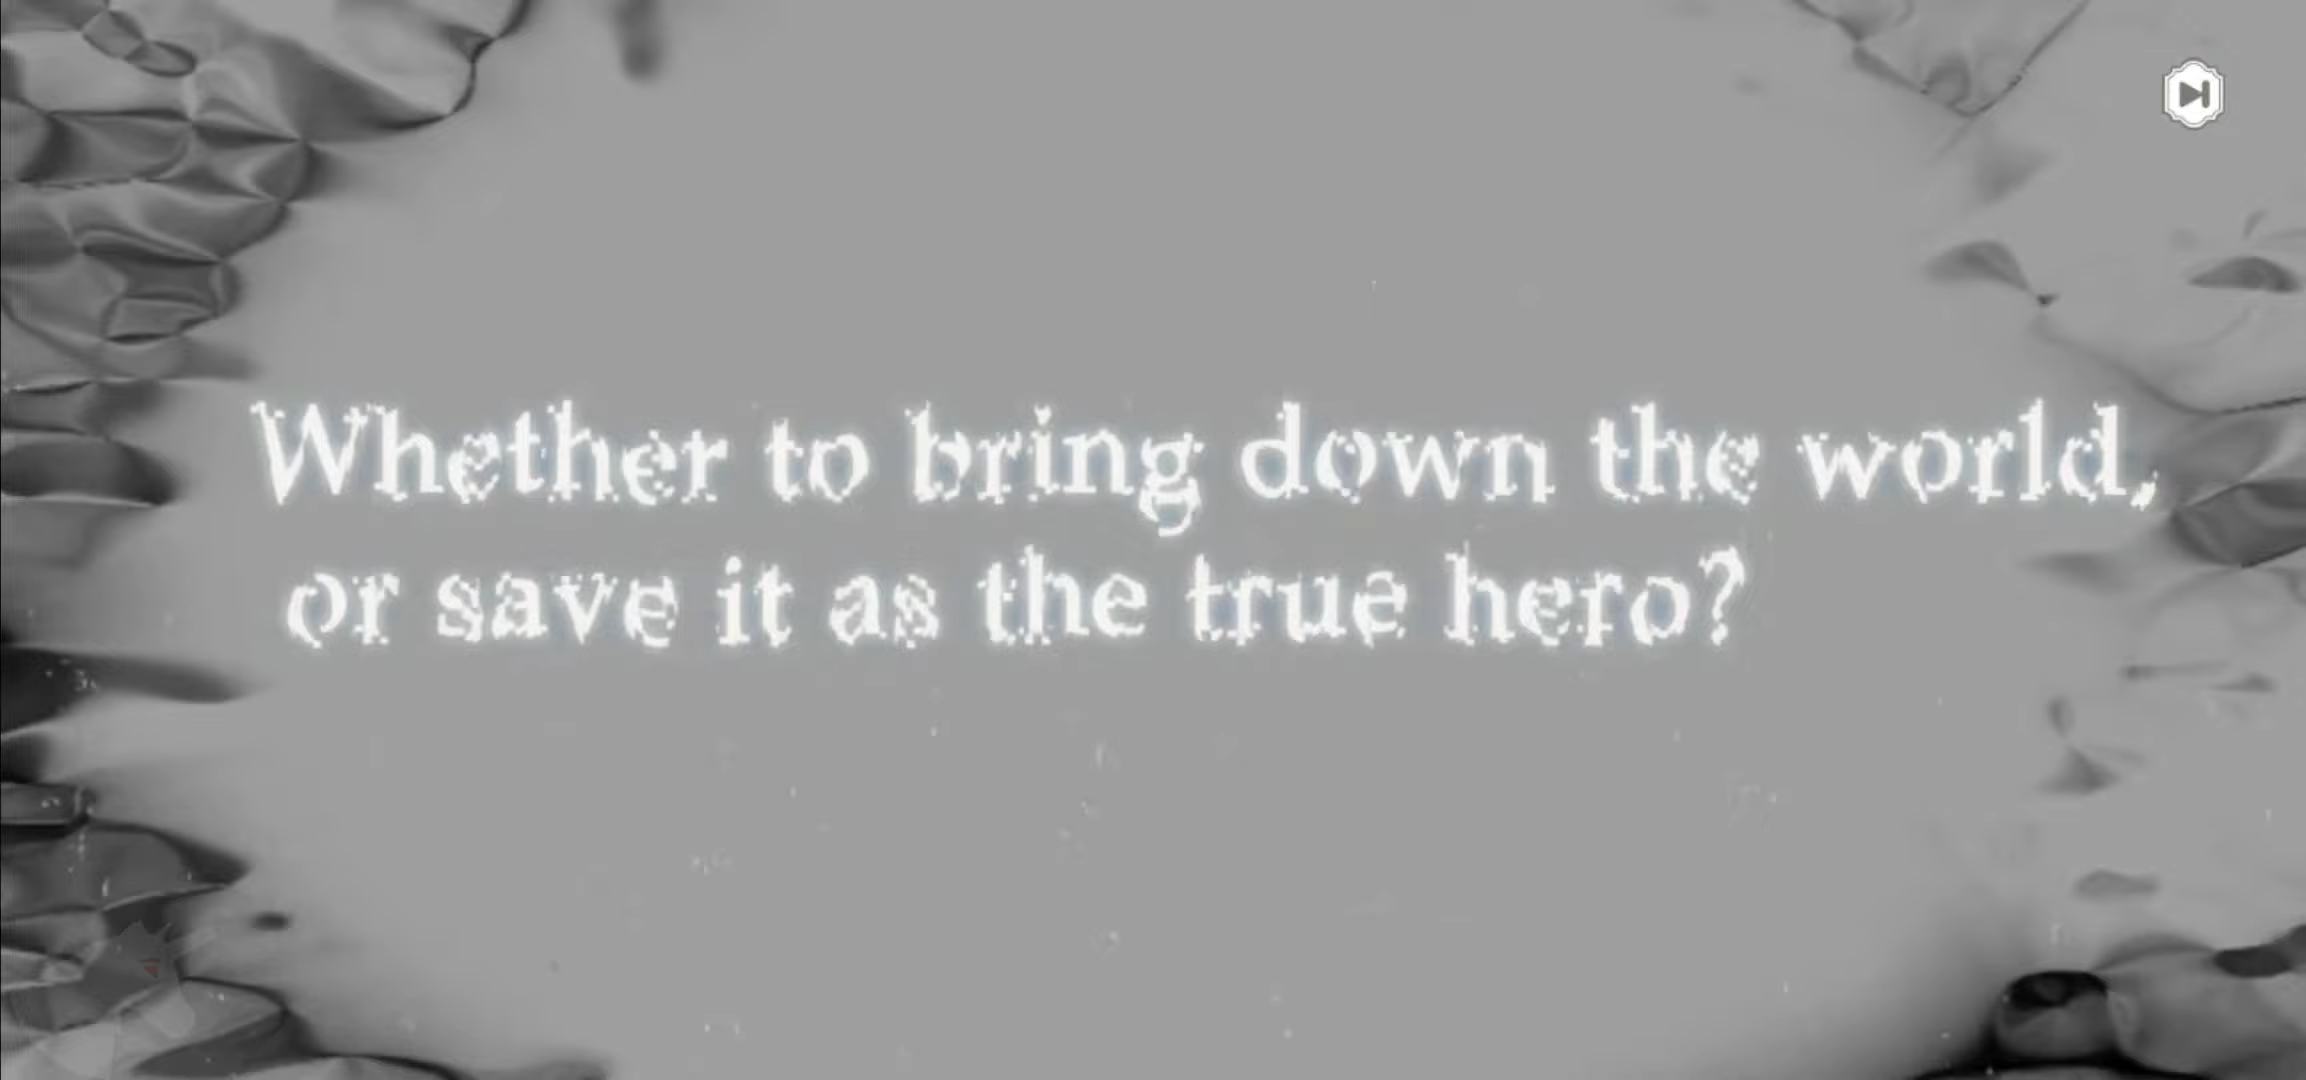 Whether to bring down the world,
or save it as the true hero?